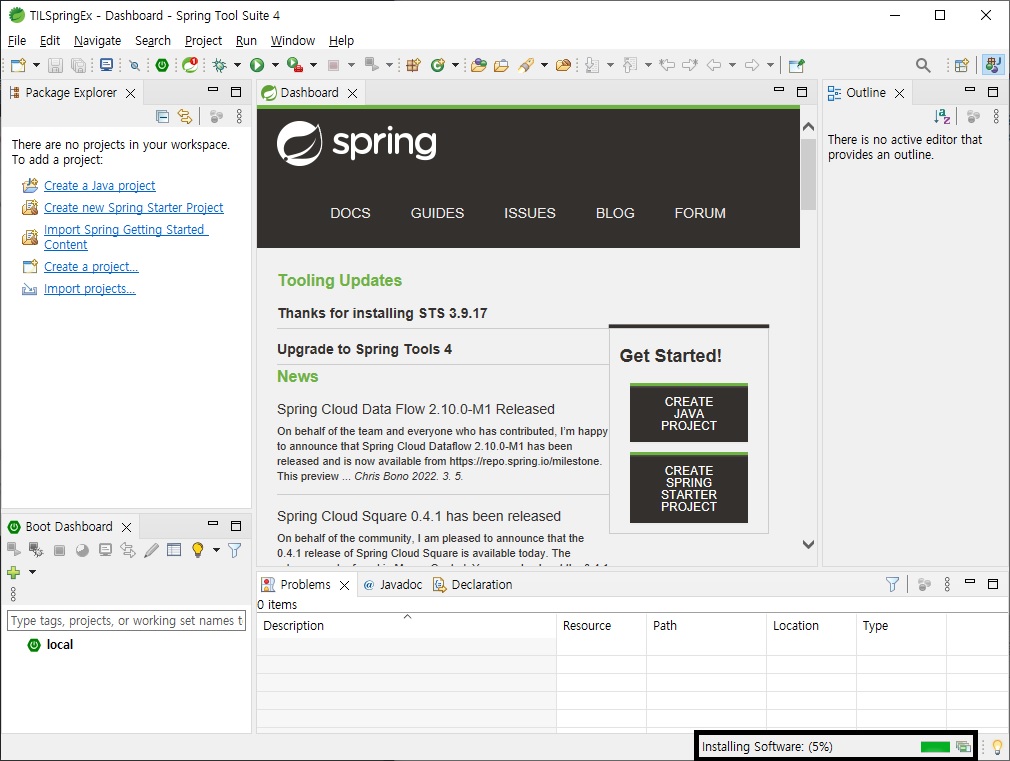 TILSpringEx - Dashboard - Spring Tool Suite 4
File Edit Navigate Search Project Run Window Help
Package Explorer
There are no projects in your workspace.
To add a project:
Create a Java project
Create new Spring Starter Project
Import Spring Getting Started
Content
Create a project...
Import projects...
Dashboard
spring
DOCS GUIDES ISSUES BLOG FORUM
Tooling Updates
Thanks for installing STS 3.9.17
Upgrade to Spring Tools 4
News
Spring Cloud Data Flow 2.10.0-M1 Released
On behalf of the team and everyone who has contributed, I'm happy
to announce that Spring Cloud Dataflow 2.10.0-M1 has been
released and is now available from https://repo.spring.io/milestone.
This preview ... Chris Bono 2022. 3. 5.
Spring Cloud Square 0.4.1 has been released
On behalf of the community, I am pleased to announce that the
0.4.1 release of Spring Cloud Square is available today. The
Get Started!
CREATE
JAVA
PROJECT
CREATE
SPRING
STARTER
PROJECT
Outline
There is no active editor that
provides an outline.
Boot Dashboard
Type tags, projects, or working set names t
local
Problems @ Javadoc Declaration
0 items
Description Resource Path Location Type
Installing Software: (5%)